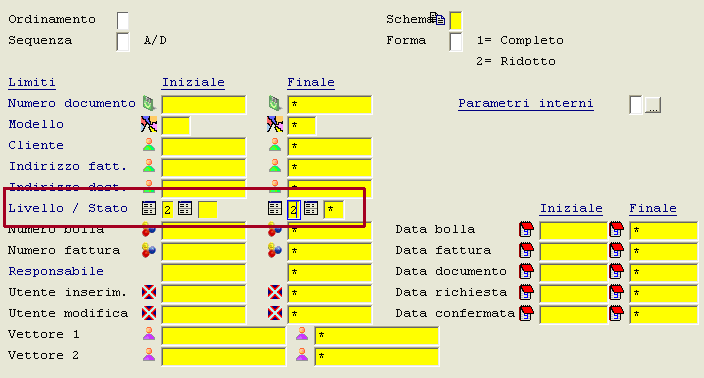 Ordinamento Schema
Sequenza A/D Forma 1= Completo
2= Ridotto
Limiti Iniziale Finale
Numero documento * Parametri interni ...
Modello *
Cliente *
Indirizzo fatt. *
Indirizzo dest. *
Livello / Stato 2 2 * Iniziale Finale
Numero bolla * Data bolla *
Numero fattura * Data fattura *
Responsabile * Data documento *
Utente inserim. * Data richiesta *
Utente modifica * Data confermata *
Vettore 1 *
Vettore 2 *